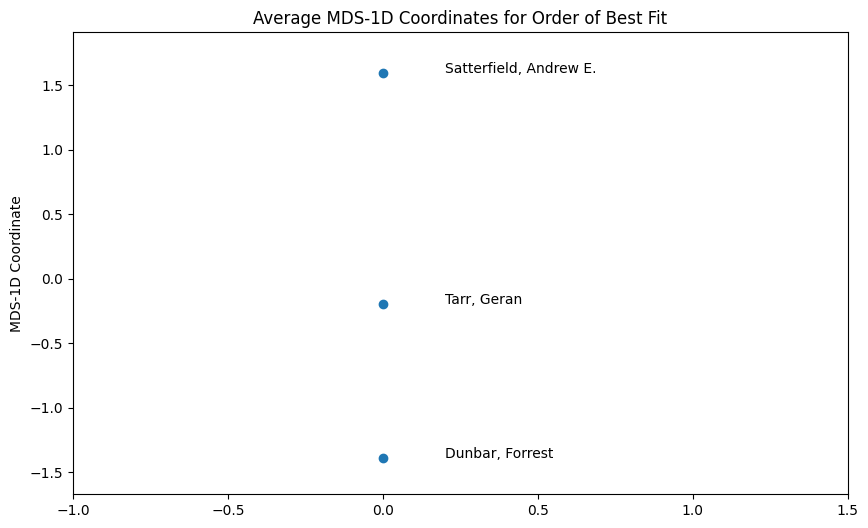 Average MDS-1D Coordinates for Order of Best Fit
Satterfield, Andrew E.
1.5
1.0
0.5
MDS-1D Coordinate
0.0
Tarr, Geran
−0.5
−1.0
Dunbar, Forrest
−1.5
−1.0 −0.5 0.0 0.5 1.0 1.5